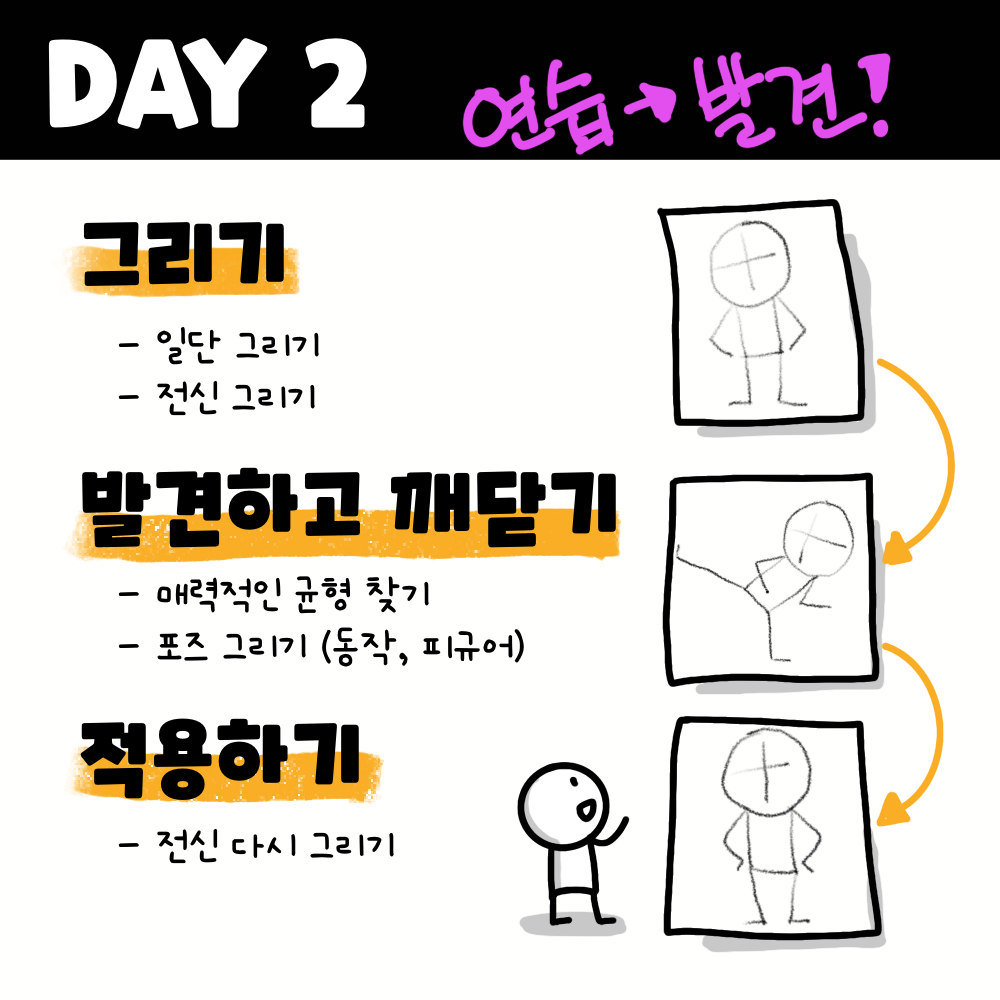 DAY 2
연습→발견!
그리기
– 일단 그리기
– 전신 그리기
발견하고 깨닫기
– 매력적인 균형 찾기
– 포즈 그리기 (동작, 피규어)
적용하기
– 전신 다시 그리기